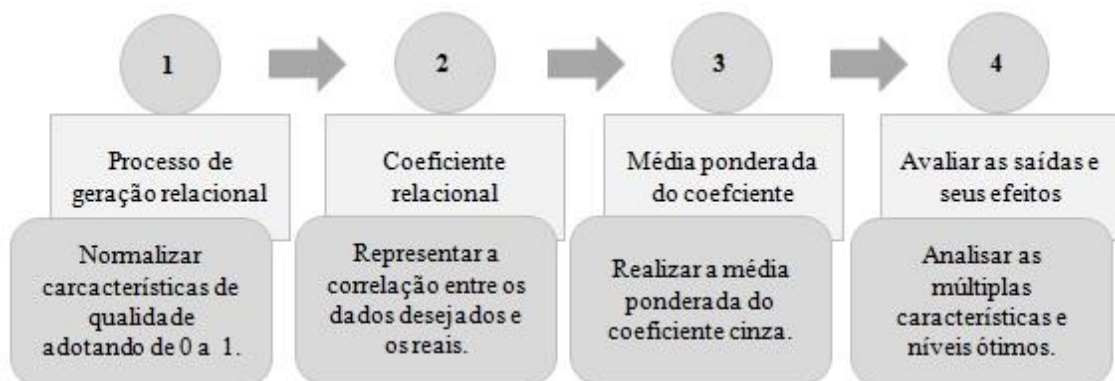 1
2
3
4
Processo de
geração relacional
Coeficiente
relacional
Média ponderada
do coefciente
Avaliar as saídas e
seus efeitos
Normalizar
carcacterísticas de
qualidade
adotando de 0 a 1.
Representar a
correlação entre os
dados desejados e
os reais.
Realizar a média
ponderada do
coeficiente cinza.
Analisar as
múltiplas
características e
níveis ótimos.